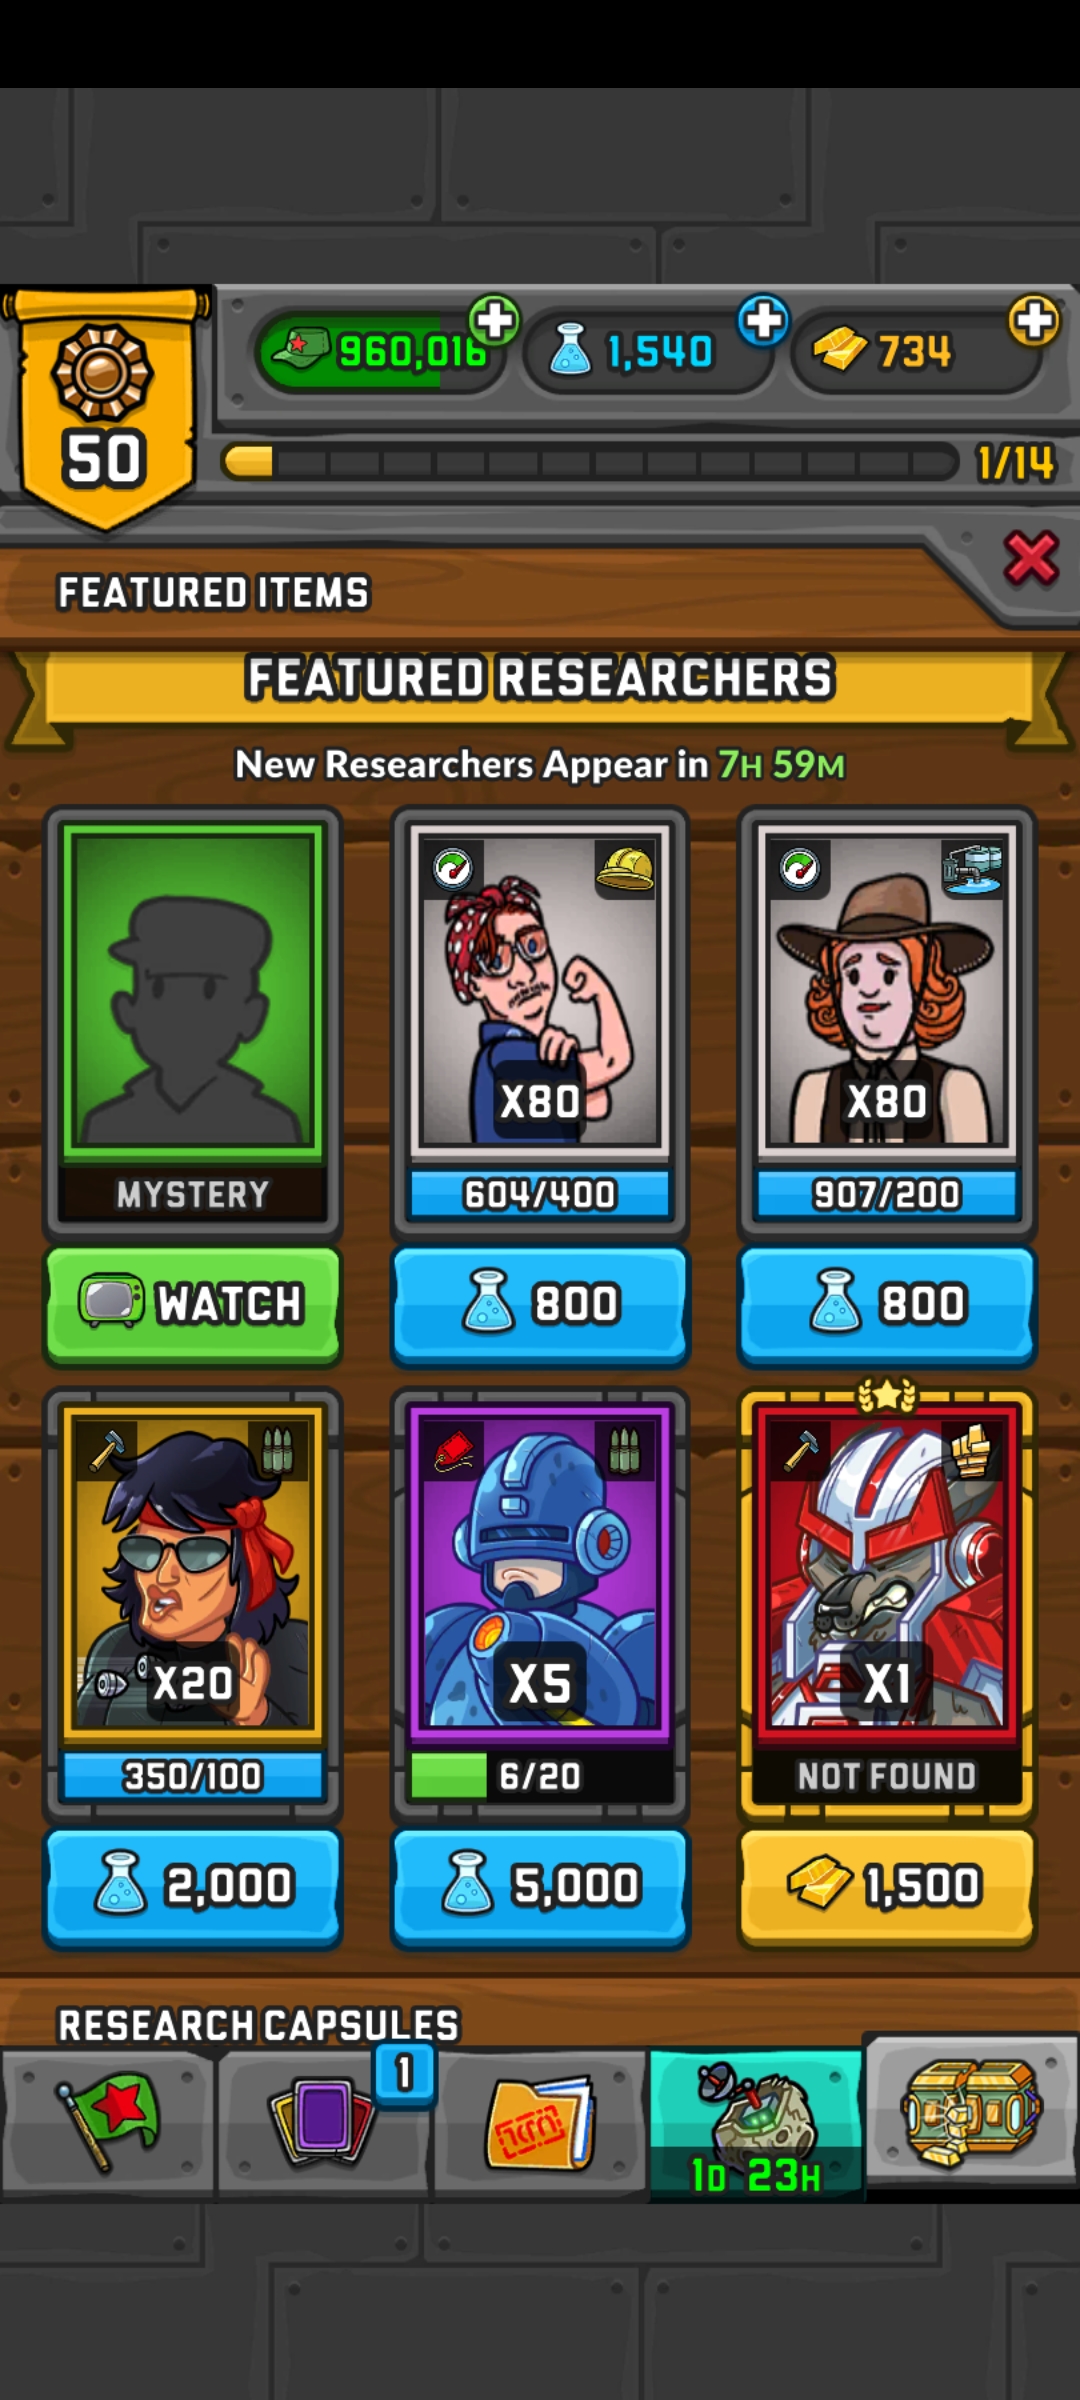 960,016
1,540
734
50
1/14
FEATURED ITEMS
FEATURED RESEARCHERS
New Researchers Appear in 7H 59M
X80
X80
MYSTERY
604/400
907/200
WATCH
800
800
X20
X5
X1
350/100
6/20
NOT FOUND
2,000
5,000
1,500
RESEARCH CAPSULES
1
1D 23H